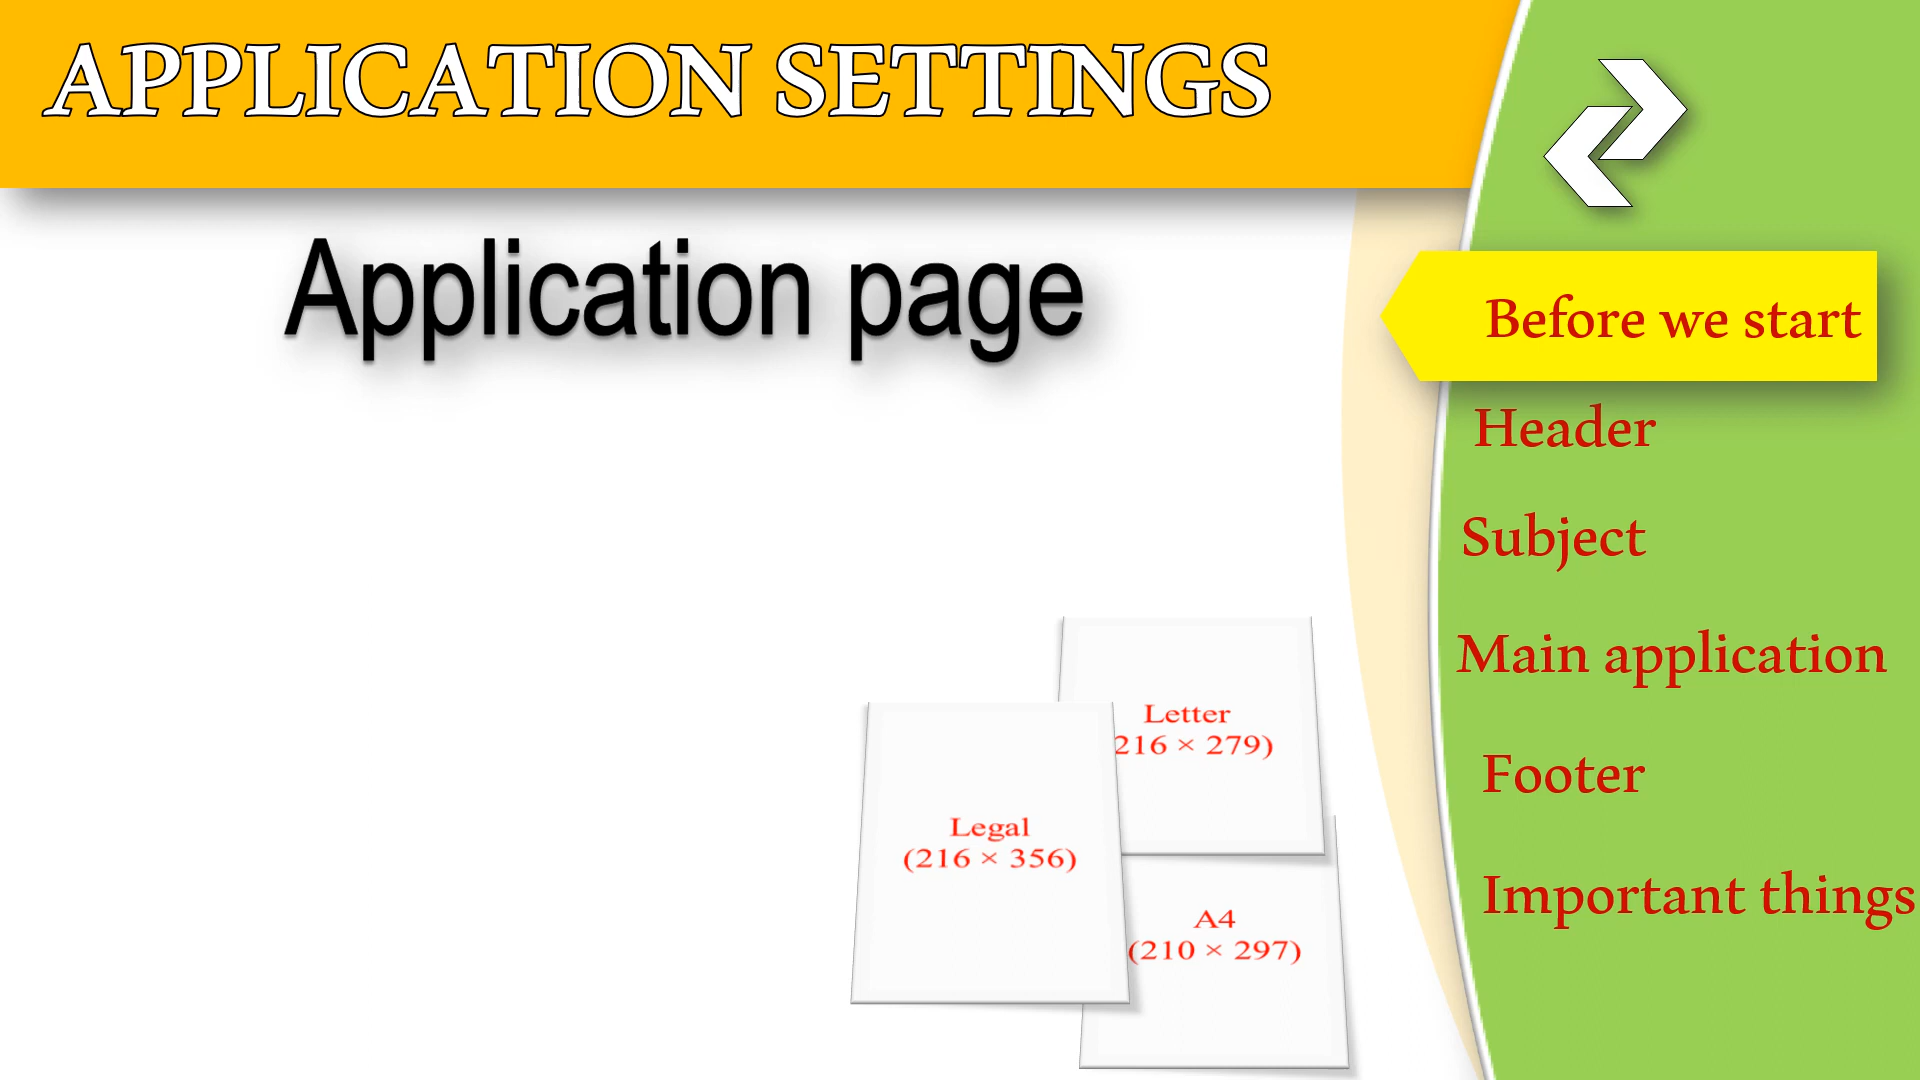 APPLICATION SETTINGS
Application page
Before we start
Header
Subject
Main application
Footer
Important things
Letter
216 × 279)
Legal
(216 × 356)
A4
(210 × 297)